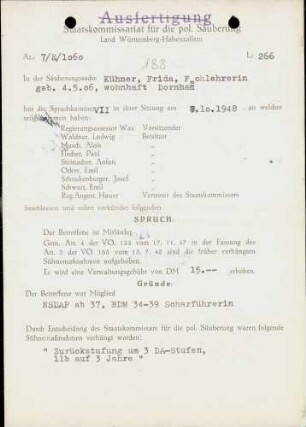 Ausfertigung
Staatskommissariat für die pol. Säuberung
Land Württemberg-Hohenzollern
Az. 7/E/1060
L: 266
188
In der Säuberungssache Kühner, Frida, Fachlehrerin
geb. 4.5.06, wohnhaft Dornhan
hat die Spruchkammer VII in ihrer Sitzung am 10.1948 an welcher
mitgewirkt haben:
Regierungsassessor Wax Vorsitzender
Waldner, Ludwig Beisitzer
Mauch, Alois
Huber, Paul
Steinacher, Anton
Odert, Emil
Schrakenburger, Josef
Schwarz, Emil
Reg.Angest. Hauer Vertreter des Staatskommissars
beschlossen und sofort verkündet folgenden
SPRUCH
Der Betroffene ist Mitläufer
Gem. Art. 4 der VO. 133 vom 17. 11. 47 in der Fassung des
Art. 2 der VO. 166 vom 13. 7. 48 sind die früher verhängten
Sühnemaßnahmen aufgehoben.
Es wird eine Verwaltungsgebühr von DM 15.-- erhoben.
Gründe
Der Betroffene war Mitglied
NSDAP ab 37, BDM 34-39 Scharführerin
Durch Entscheidung des Staatskommissars für die pol. Säuberung waren folgende
Sühnemaßnahmen verhängt worden:
" Zurückstufung um 3 DA-Stufen,
11b auf 3 Jahre "